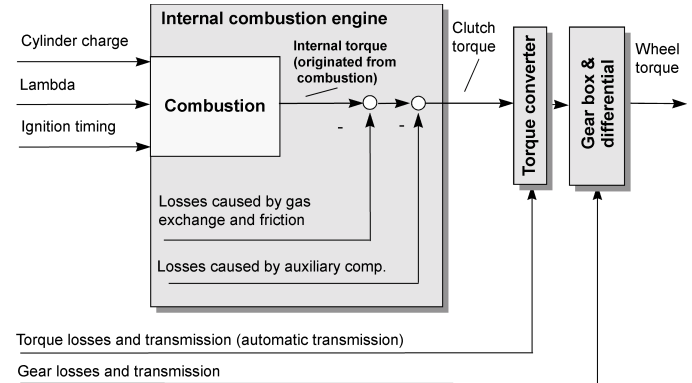 Internal combustion engine
Cylinder charge
Lambda
Ignition timing
Combustion
Internal torque
(originated from
combustion)
-
-
Clutch
torque
Torque converter
Gear box &
differential
Wheel
torque
Losses caused by gas
exchange and friction
Losses caused by auxiliary comp.
Torque losses and transmission (automatic transmission)
Gear losses and transmission